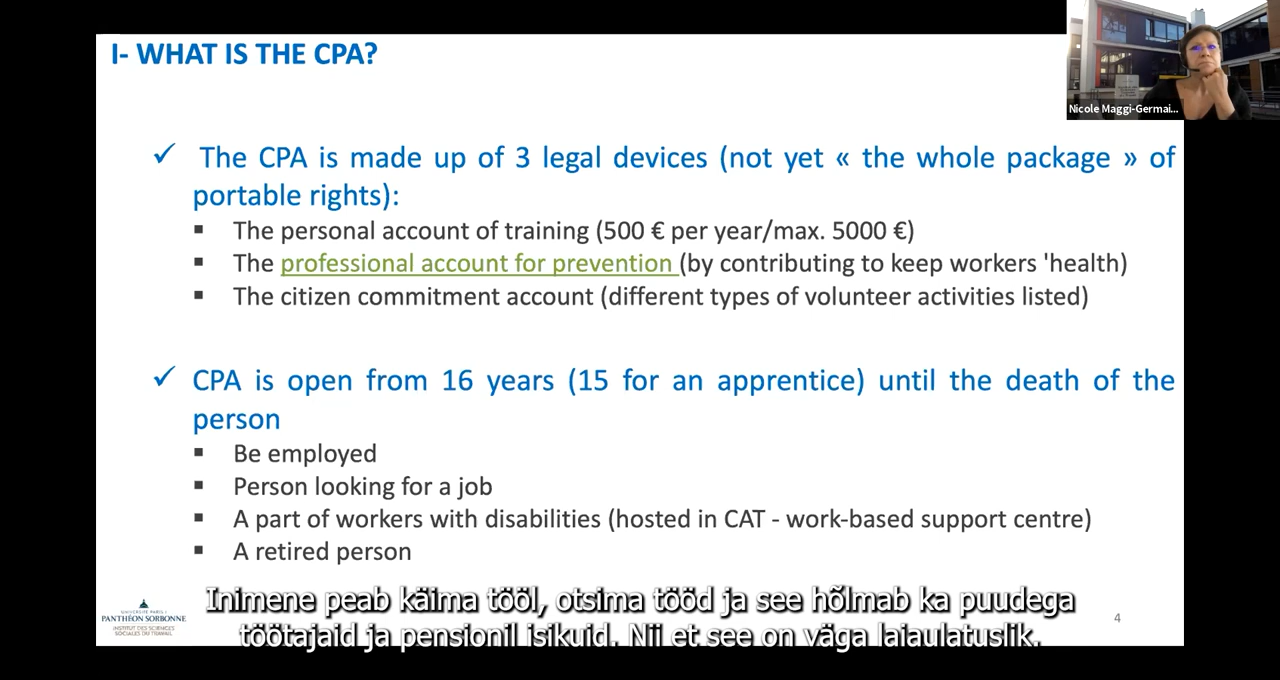 I- WHAT IS THE CPA?
Nicole Maggi-Germai...
✓ The CPA is made up of 3 legal devices (not yet « the whole package » of
portable rights):
▪ The personal account of training (500 € per year/max. 5000 €)
▪ The professional account for prevention (by contributing to keep workers 'health)
▪ The citizen commitment account (different types of volunteer activities listed)
✓ CPA is open from 16 years (15 for an apprentice) until the death of the
person
▪ Be employed
▪ Person looking for a job
▪ A part of workers with disabilities (hosted in CAT - work-based support centre)
▪ A retired person
Inimene peab käima tööl, otsima tööd ja see hõlmab ka puudega
töötajaid ja pensionil isikuid. Nii et see on väga laiaulatuslik.
UNIVERSITÉ PARIS 1
PANTHÉON SORBONNE
INSTITUT DES SCIENCES
SOCIALES DU TRAVAIL
4